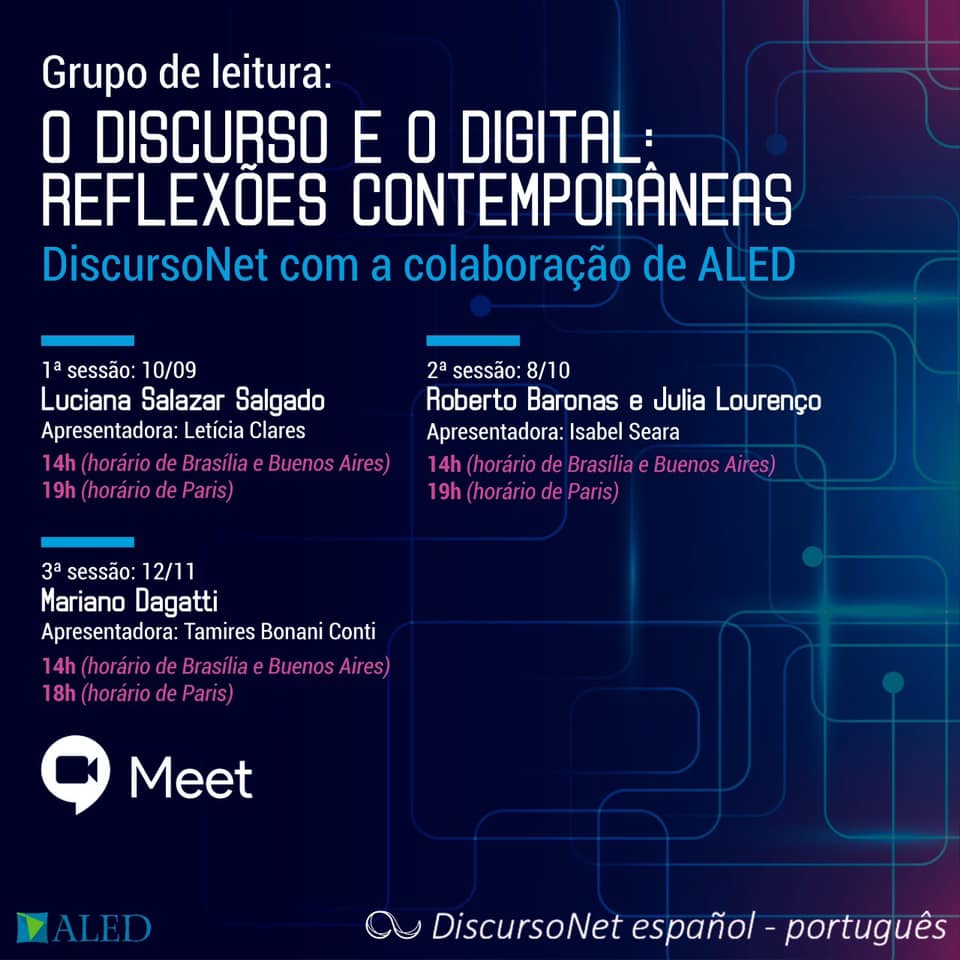 Grupo de leitura:
O DISCURSO E O DIGITAL:
REFLEXÕES CONTEMPORÂNEAS
DiscursoNet com a colaboração de ALED
1ª sessão: 10/09
Luciana Salazar Salgado
Apresentadora: Letícia Clares
14h (horário de Brasília e Buenos Aires)
19h (horário de Paris)
2ª sessão: 8/10
Roberto Baronas e Julia Lourenço
Apresentadora: Isabel Seara
14h (horário de Brasília e Buenos Aires)
19h (horário de Paris)
3ª sessão: 12/11
Mariano Dagatti
Apresentadora: Tamires Bonani Conti
14h (horário de Brasília e Buenos Aires)
18h (horário de Paris)
Meet
ALED
DiscursoNet español - português